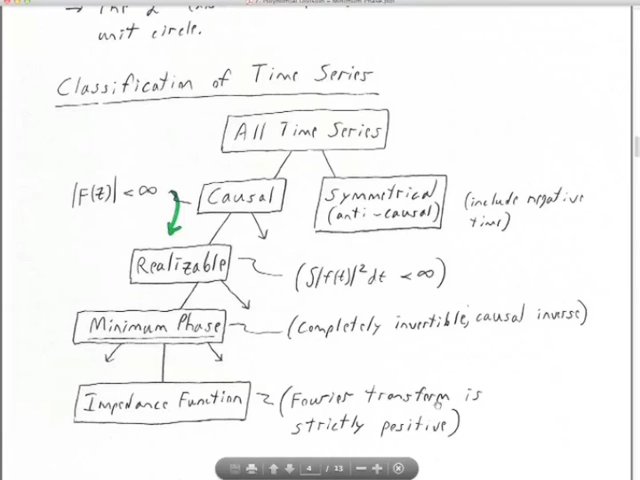 unit circle.
Classification of Time Series
All Time Series
|F(z)| < ∞
Causal
Symmetrical
(anti-causal)
(include negative
time)
Realizable
(∫|f(t)|² dt < ∞)
Minimum Phase
(Completely invertible, causal inverse)
Impedance Function
(Fourier transform is
strictly positive)
4 / 13